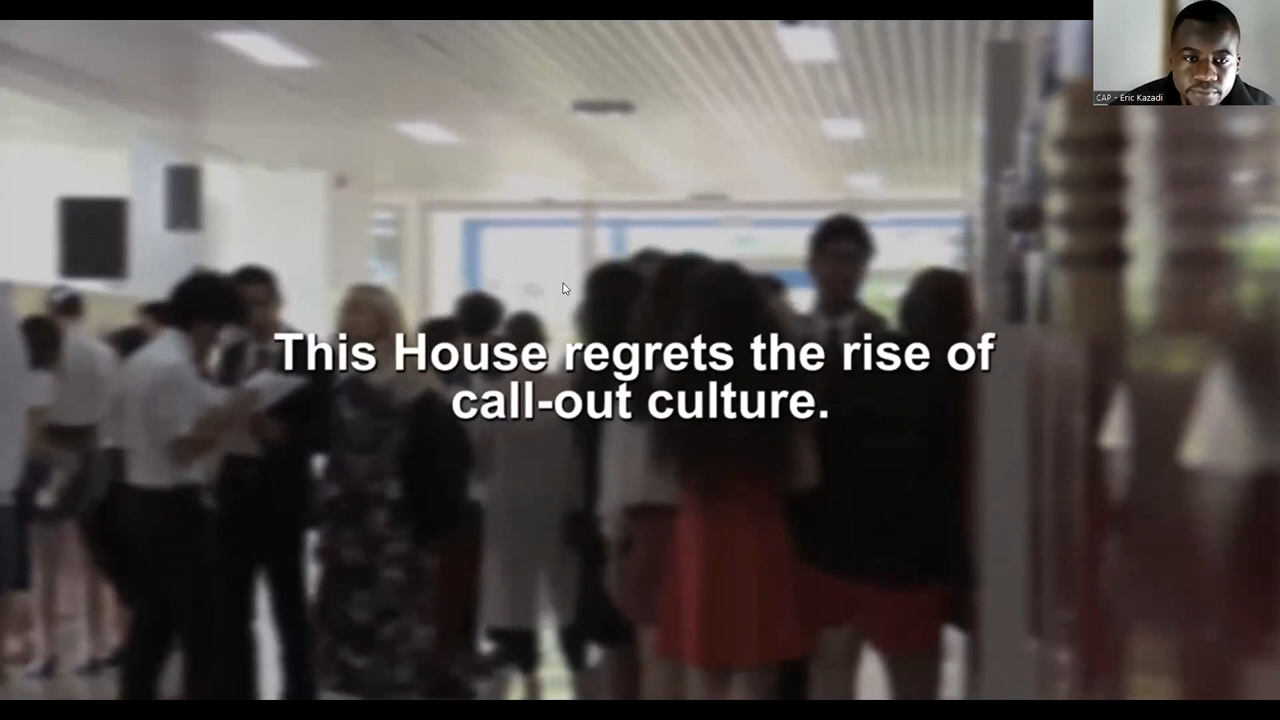 CAP - Eric Kazadi
This House regrets the rise of
call-out culture.